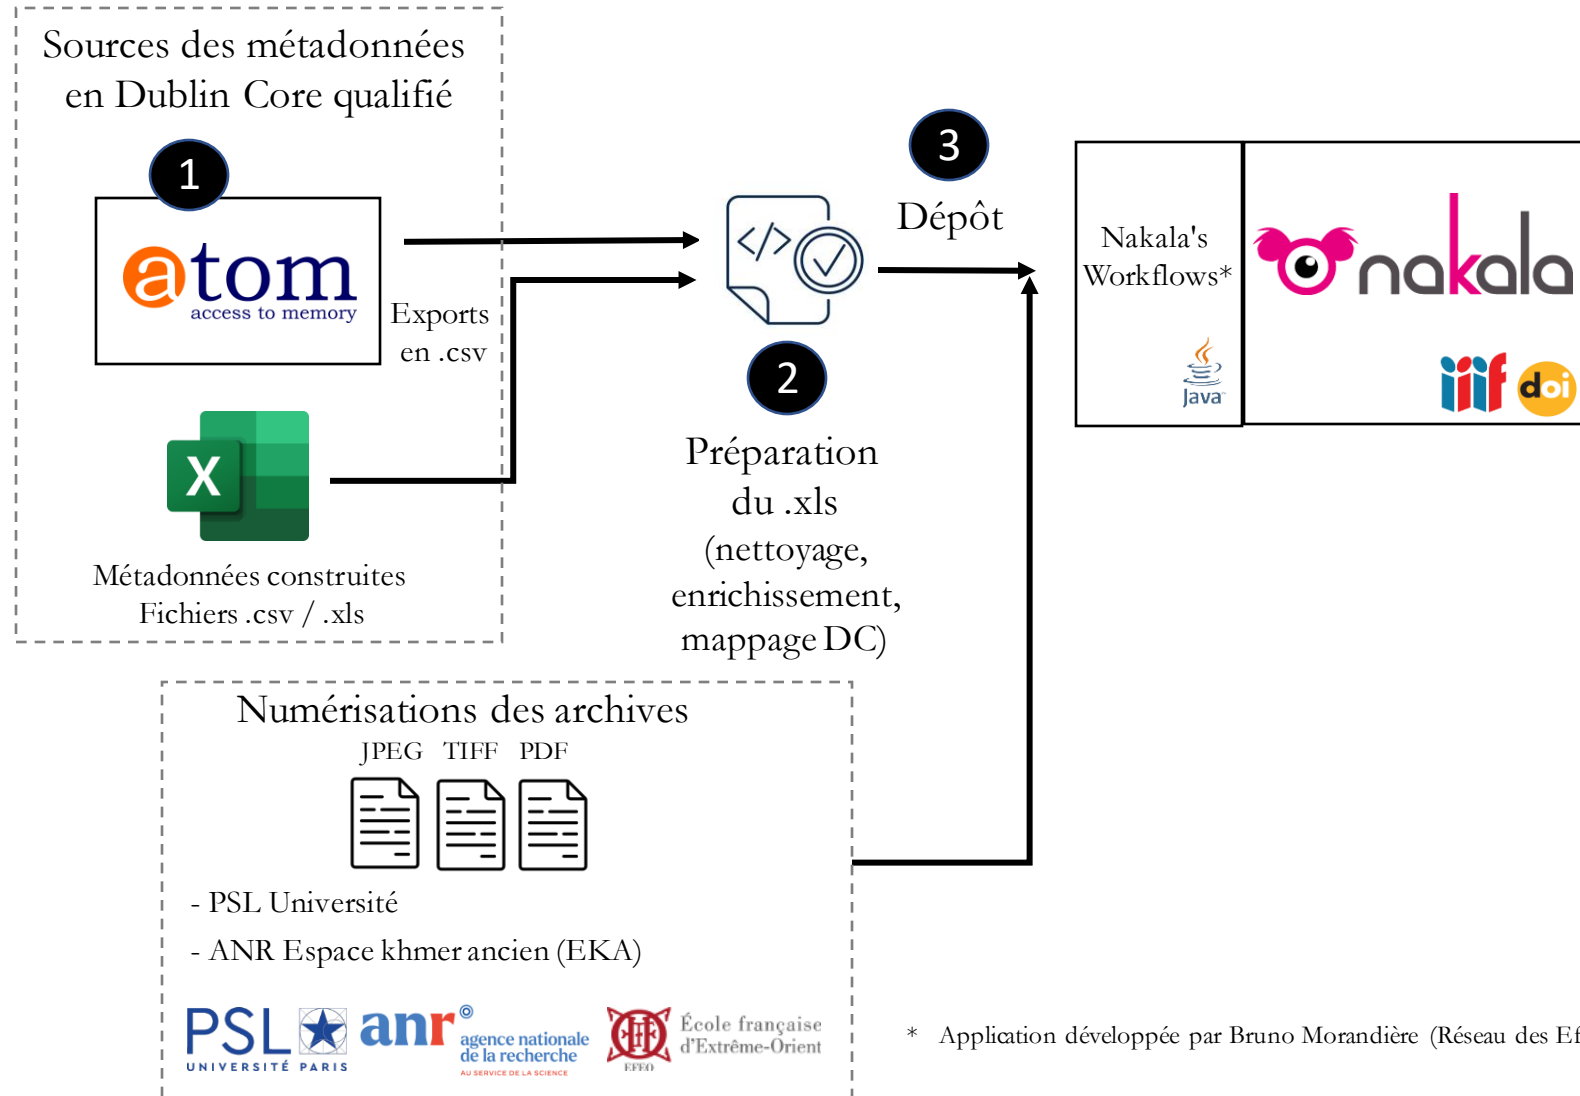 Sources des métadonnées
en Dublin Core qualifié
1
atom
access to memory
Exports
en .csv
X
Métadonnées construites
Fichiers .csv / .xls
</>
2
Préparation
du .xls
(nettoyage,
enrichissement,
mappage DC)
3
Dépôt
Nakala's
Workflows*
Java
nakala
iiif
doi
Numérisations des archives
JPEG TIFF PDF
- PSL Université
- ANR Espace khmer ancien (EKA)
PSL
UNIVERSITÉ PARIS
anr
agence nationale
de la recherche
AU SERVICE DE LA SCIENCE
EFEO
École française
d'Extrême-Orient
* Application développée par Bruno Morandière (Réseau des Ef